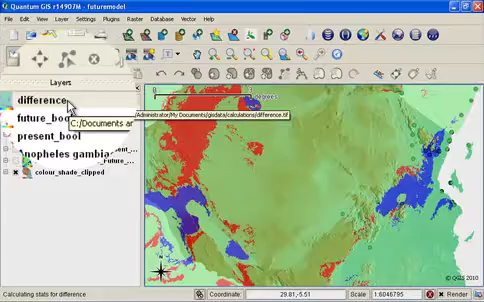 Quantum GIS r14907M - futuremodel
File Edit View Layer Settings Plugins Raster Database Vector Help
Layers
difference
C:/Documents an
/Administrator/My Documents/gisdata/calculations/difference.tif
future_boo
present_bool
Anopheles gambia
colour_shade_clipped
0
3
degrees
© QGIS 2010
Calculating stats for difference
Coordinate: 29.81,-5.51 Scale 1:6046795 Render